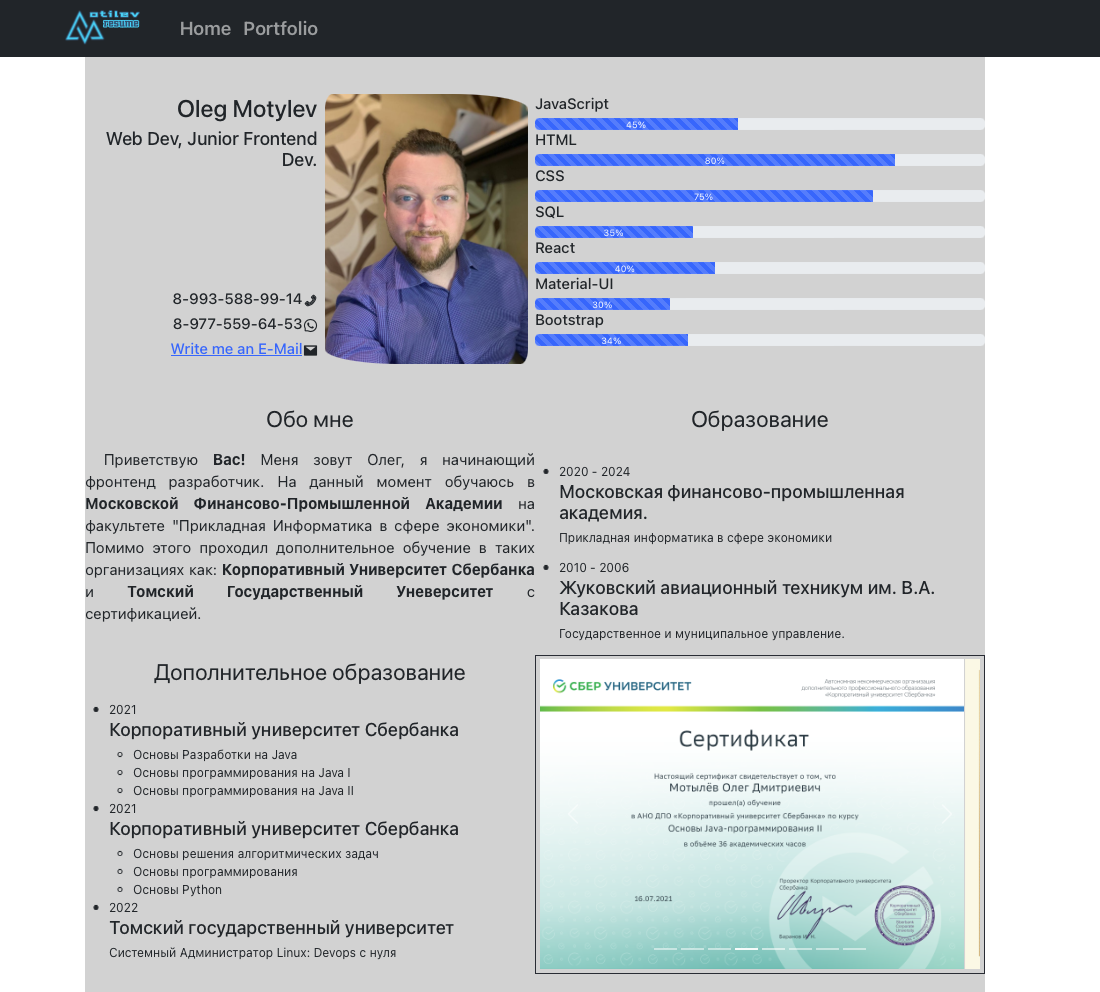 otilev
resume
Home Portfolio
Oleg Motylev
Web Dev, Junior Frontend
Dev.
8-993-588-99-14
8-977-559-64-53
Write me an E-Mail
JavaScript
45%
HTML
80%
CSS
75%
SQL
35%
React
40%
Material-UI
30%
Bootstrap
34%
Обо мне
Приветствую Вас! Меня зовут Олег, я начинающий
фронтенд разработчик. На данный момент обучаюсь в
Московской Финансово-Промышленной Академии на
факультете "Прикладная Информатика в сфере экономики".
Помимо этого проходил дополнительное обучение в таких
организациях как: Корпоративный Университет Сбербанка
и Томский Государственный Уневерситет с
сертификацией.
Образование
2020 - 2024
Московская финансово-промышленная
академия.
Прикладная информатика в сфере экономики
2010 - 2006
Жуковский авиационный техникум им. В.А.
Казакова
Государственное и муниципальное управление.
Дополнительное образование
2021
Корпоративный университет Сбербанка
Основы Разработки на Java
Основы программирования на Java I
Основы программирования на Java II
2021
Корпоративный университет Сбербанка
Основы решения алгоритмических задач
Основы программирования
Основы Python
2022
Томский государственный университет
Системный Администратор Linux: Devops с нуля
СБЕР УНИВЕРСИТЕТ
Автономная некоммерческая организация
дополнительного профессионального образования
«Корпоративный университет Сбербанка»
Сертификат
Настоящий сертификат свидетельствует о том, что
Мотылёв Олег Дмитриевич
прошел(а) обучение
в АНО ДПО «Корпоративный университет Сбербанка» по курсу
Основы Java-программирования II
в объёме 36 академических часов
Проректор Корпоративного университета
Сбербанка
16.07.2021